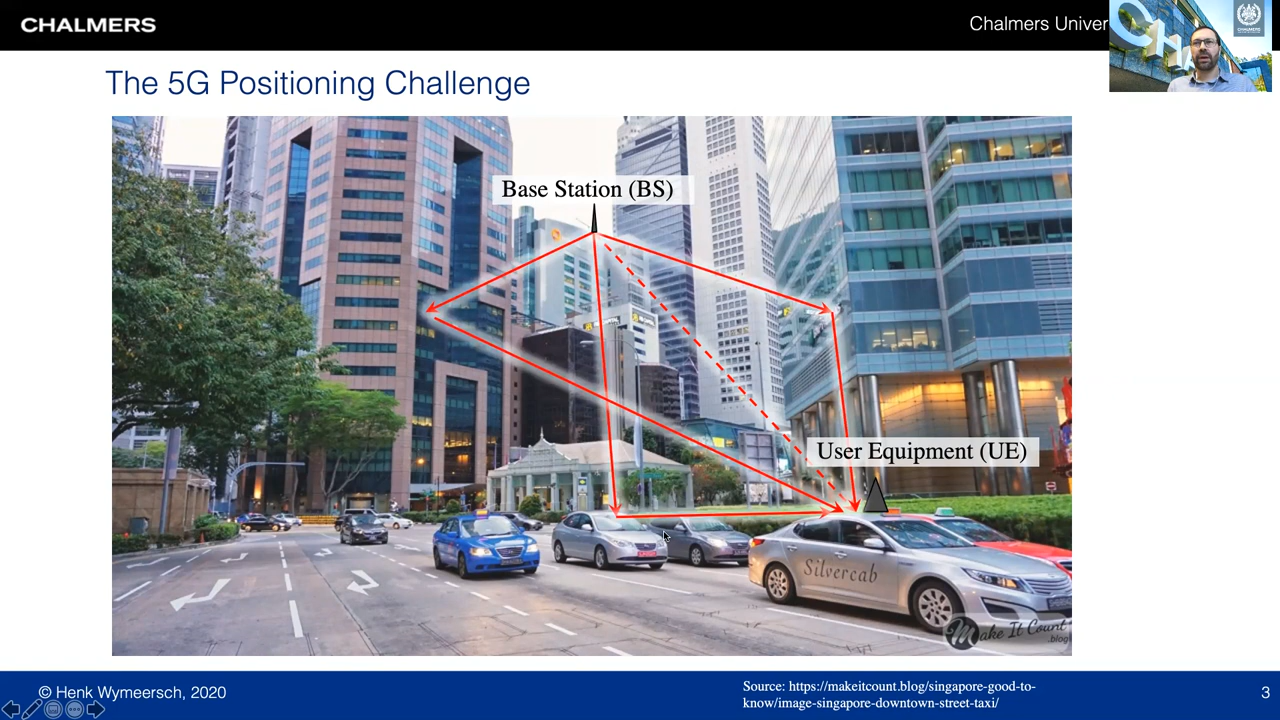 CHALMERS
Chalmers Univer
The 5G Positioning Challenge
Base Station (BS)
User Equipment (UE)
Silvercab
Make It Count
.blog
© Henk Wymeersch, 2020
Source: https://makeitcount.blog/singapore-good-to-
know/image-singapore-downtown-street-taxi/
3